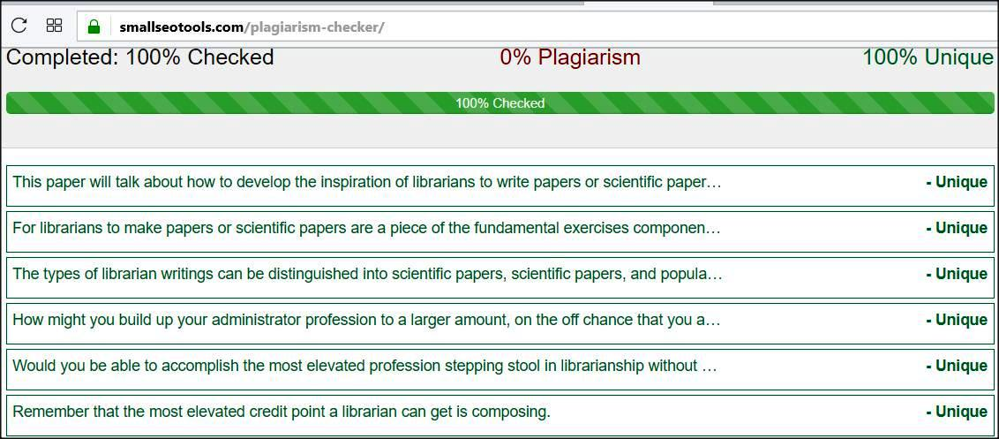 smallseotools.com/plagiarism-checker/
Completed: 100% Checked 0% Plagiarism 100% Unique
100% Checked
This paper will talk about how to develop the inspiration of librarians to write papers or scientific paper… - Unique
For librarians to make papers or scientific papers are a piece of the fundamental exercises componen… - Unique
The types of librarian writings can be distinguished into scientific papers, scientific papers, and popula… - Unique
How might you build up your administrator profession to a larger amount, on the off chance that you a… - Unique
Would you be able to accomplish the most elevated profession stepping stool in librarianship without … - Unique
Remember that the most elevated credit point a librarian can get is composing. - Unique